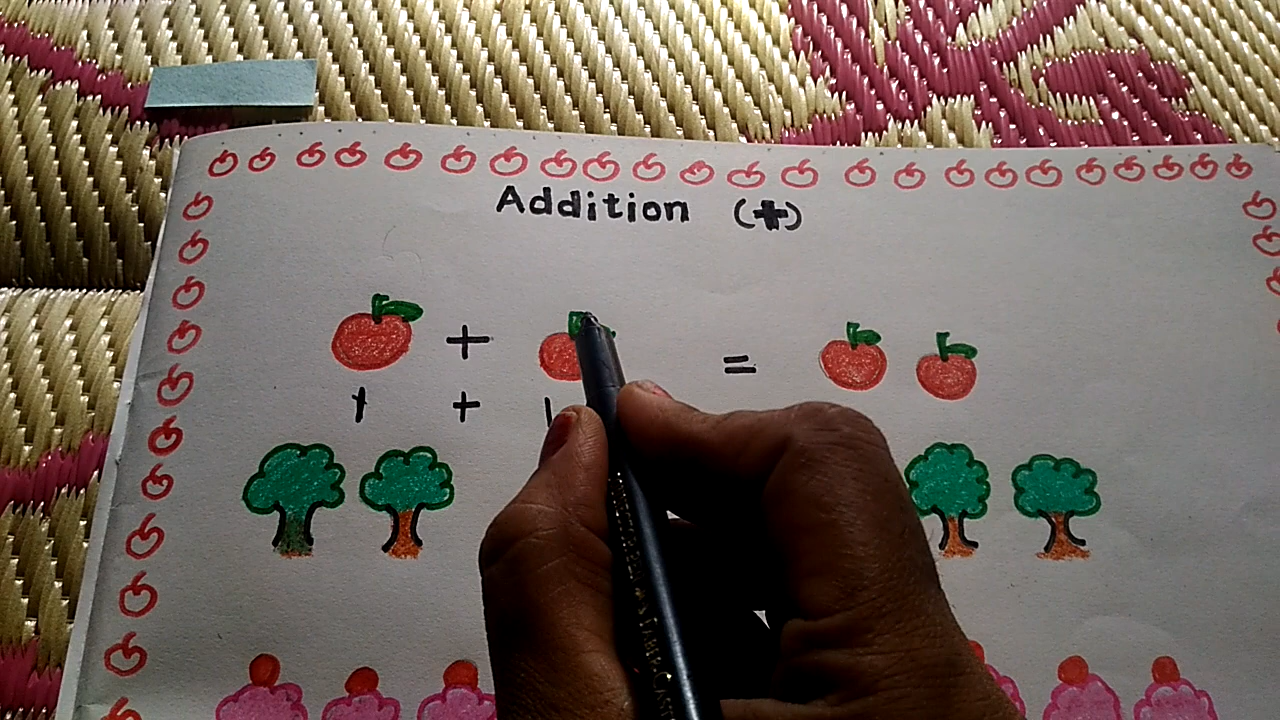 Addition (+)
+ =
1 + 1